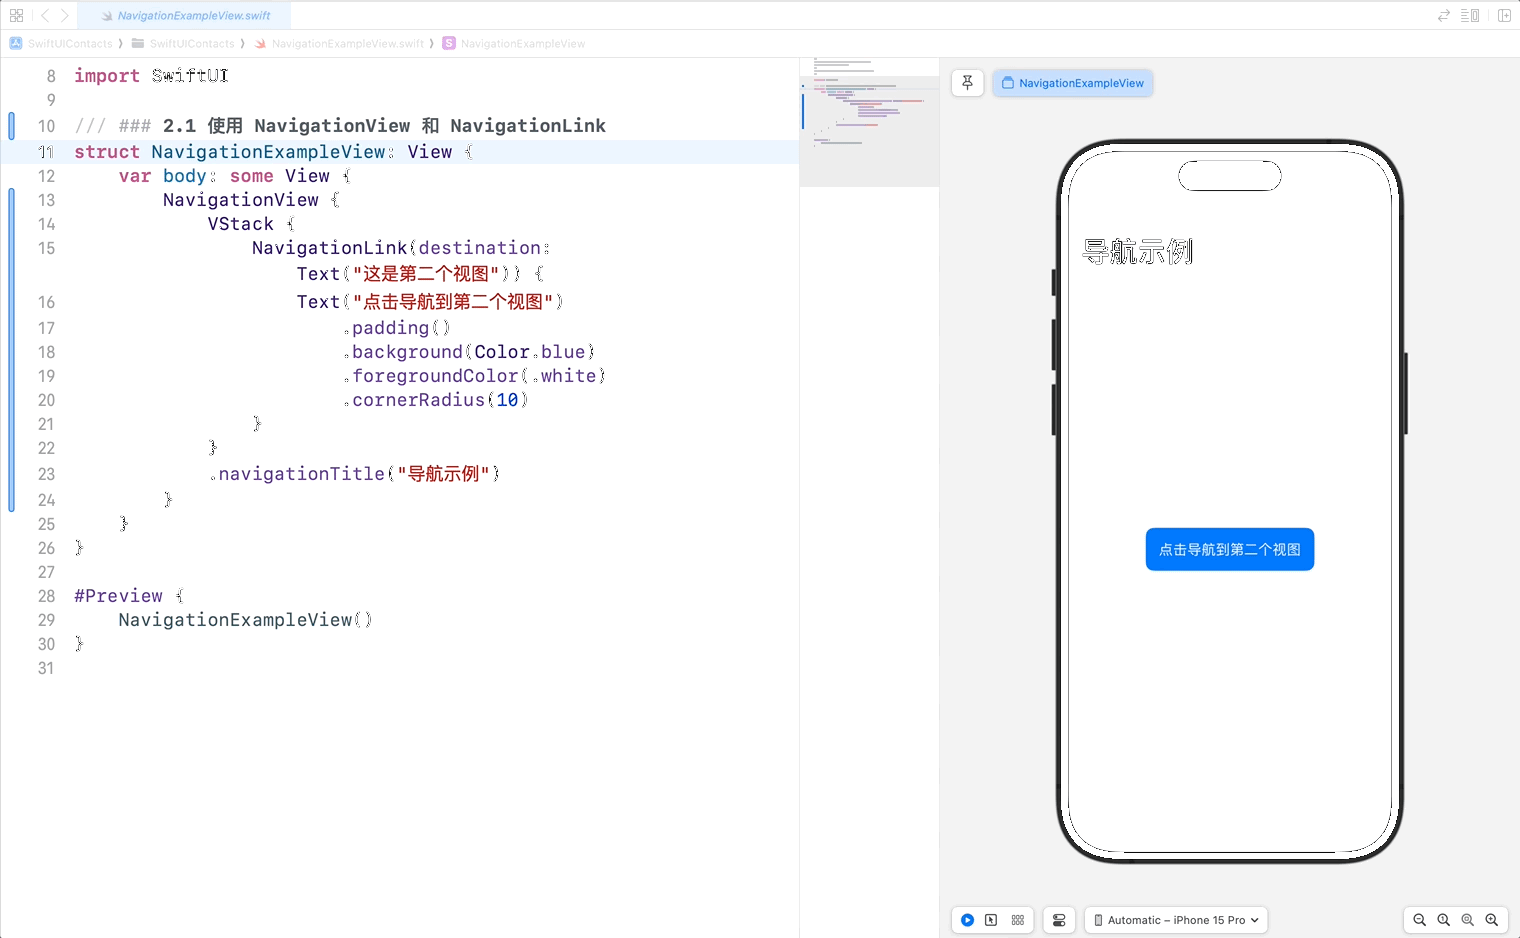 NavigationExampleView.swift
SwiftUIContacts ❯ SwiftUIContacts ❯ NavigationExampleView.swift ❯ S NavigationExampleView
8 import SwiftUI
9
10 /// ### 2.1 使用 NavigationView 和 NavigationLink
11 struct NavigationExampleView: View {
12 var body: some View {
13 NavigationView {
14 VStack {
15 NavigationLink(destination:
Text("这是第二个视图")) {
16 Text("点击导航到第二个视图")
17 .padding()
18 .background(Color.blue)
19 .foregroundColor(.white)
20 .cornerRadius(10)
21 }
22 }
23 .navigationTitle("导航示例")
24 }
25 }
26 }
27
28 #Preview {
29 NavigationExampleView()
30 }
31
NavigationExampleView
导航示例
点击导航到第二个视图
Automatic – iPhone 15 Pro